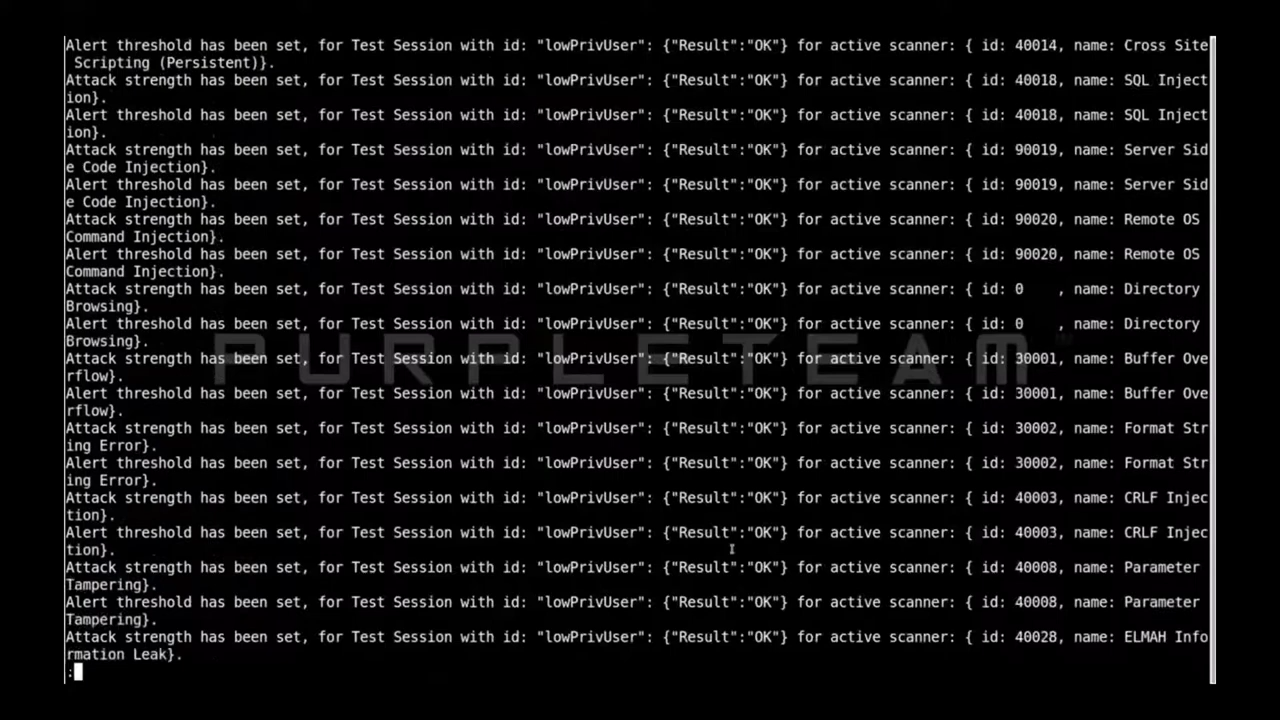 Alert threshold has been set, for Test Session with id: "lowPrivUser": {"Result":"OK"} for active scanner: { id: 40014, name: Cross Site
 Scripting (Persistent)}.
Attack strength has been set, for Test Session with id: "lowPrivUser": {"Result":"OK"} for active scanner: { id: 40018, name: SQL Inject
ion}.
Alert threshold has been set, for Test Session with id: "lowPrivUser": {"Result":"OK"} for active scanner: { id: 40018, name: SQL Inject
ion}.
Attack strength has been set, for Test Session with id: "lowPrivUser": {"Result":"OK"} for active scanner: { id: 90019, name: Server Sid
e Code Injection}.
Alert threshold has been set, for Test Session with id: "lowPrivUser": {"Result":"OK"} for active scanner: { id: 90019, name: Server Sid
e Code Injection}.
Attack strength has been set, for Test Session with id: "lowPrivUser": {"Result":"OK"} for active scanner: { id: 90020, name: Remote OS
Command Injection}.
Alert threshold has been set, for Test Session with id: "lowPrivUser": {"Result":"OK"} for active scanner: { id: 90020, name: Remote OS
Command Injection}.
Attack strength has been set, for Test Session with id: "lowPrivUser": {"Result":"OK"} for active scanner: { id: 0    , name: Directory
Browsing}.
Alert threshold has been set, for Test Session with id: "lowPrivUser": {"Result":"OK"} for active scanner: { id: 0    , name: Directory
Browsing}.
PURPLETEAM
Attack strength has been set, for Test Session with id: "lowPrivUser": {"Result":"OK"} for active scanner: { id: 30001, name: Buffer Ove
rflow}.
Alert threshold has been set, for Test Session with id: "lowPrivUser": {"Result":"OK"} for active scanner: { id: 30001, name: Buffer Ove
rflow}.
Attack strength has been set, for Test Session with id: "lowPrivUser": {"Result":"OK"} for active scanner: { id: 30002, name: Format Str
ing Error}.
Alert threshold has been set, for Test Session with id: "lowPrivUser": {"Result":"OK"} for active scanner: { id: 30002, name: Format Str
ing Error}.
Attack strength has been set, for Test Session with id: "lowPrivUser": {"Result":"OK"} for active scanner: { id: 40003, name: CRLF Injec
tion}.
Alert threshold has been set, for Test Session with id: "lowPrivUser": {"Result":"OK"} for active scanner: { id: 40003, name: CRLF Injec
tion}.
Attack strength has been set, for Test Session with id: "lowPrivUser": {"Result":"OK"} for active scanner: { id: 40008, name: Parameter
Tampering}.
Alert threshold has been set, for Test Session with id: "lowPrivUser": {"Result":"OK"} for active scanner: { id: 40008, name: Parameter
Tampering}.
Attack strength has been set, for Test Session with id: "lowPrivUser": {"Result":"OK"} for active scanner: { id: 40028, name: ELMAH Info
rmation Leak}.
: